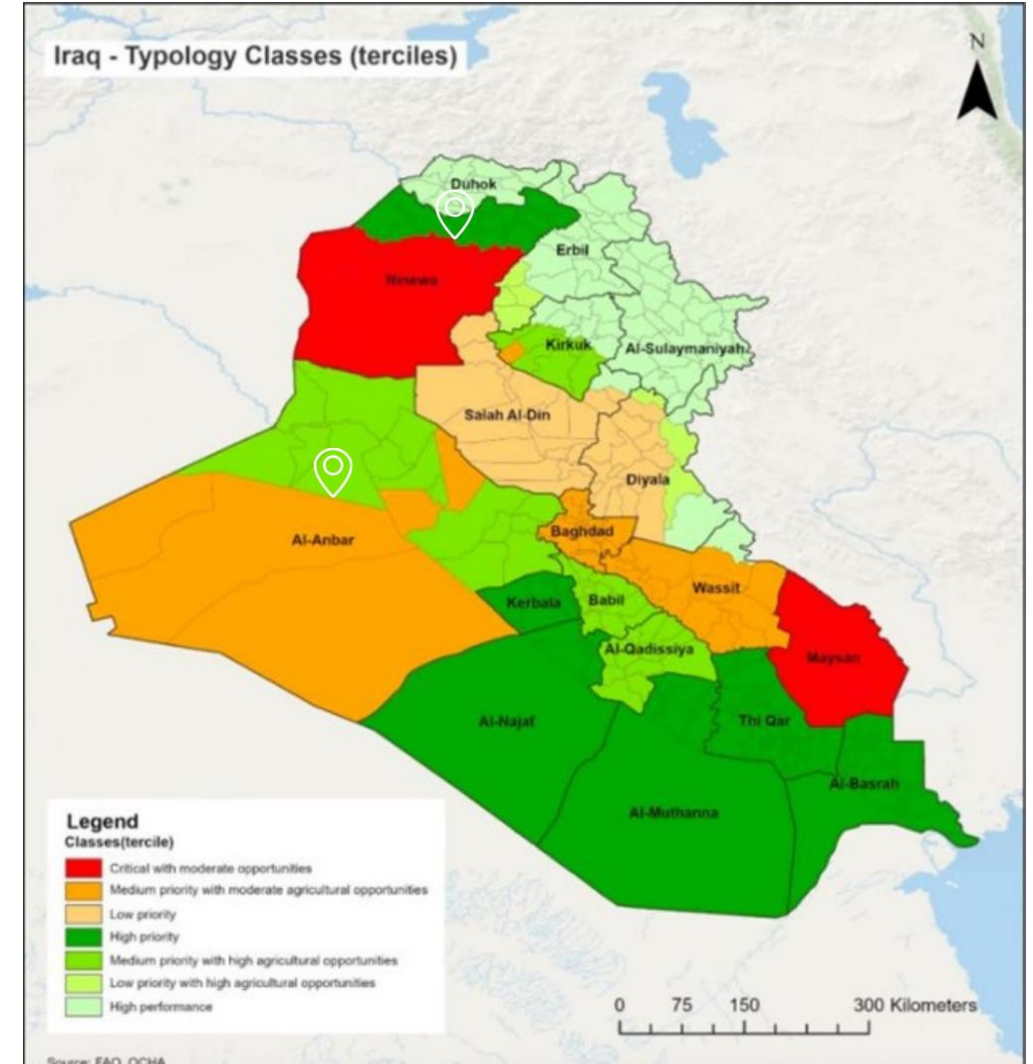 Iraq - Typology Classes (terciles)
N
Duhok
Erbil
Ninewa
Kirkuk
Al-Sulaymaniyah
Salah Al-Din
Diyala
Baghdad
Al-Anbar
Wassit
Kerbala
Babil
Al-Qadissiya
Maysan
Al-Najaf
Thi Qar
Al-Basrah
Al-Muthanna
Legend
Classes(tercile)
Critical with moderate opportunities
Medium priority with moderate agricultural opportunities
Low priority
High priority
Medium priority with high agricultural opportunities
Low priority with high agricultural opportunities
High performance
0 75 150 300 Kilometers
Source: FAO, OCHA